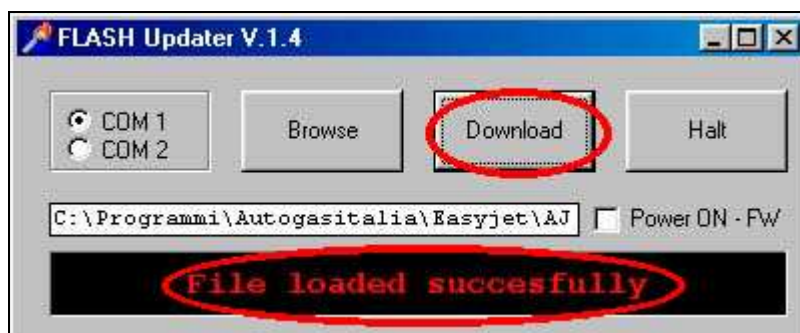 FLASH Updater V.1.4
COM 1
COM 2
Browse
Download
Halt
C:\Programmi\Autogasitalia\Easyjet\AJ
Power ON - FW
File loaded succesfully